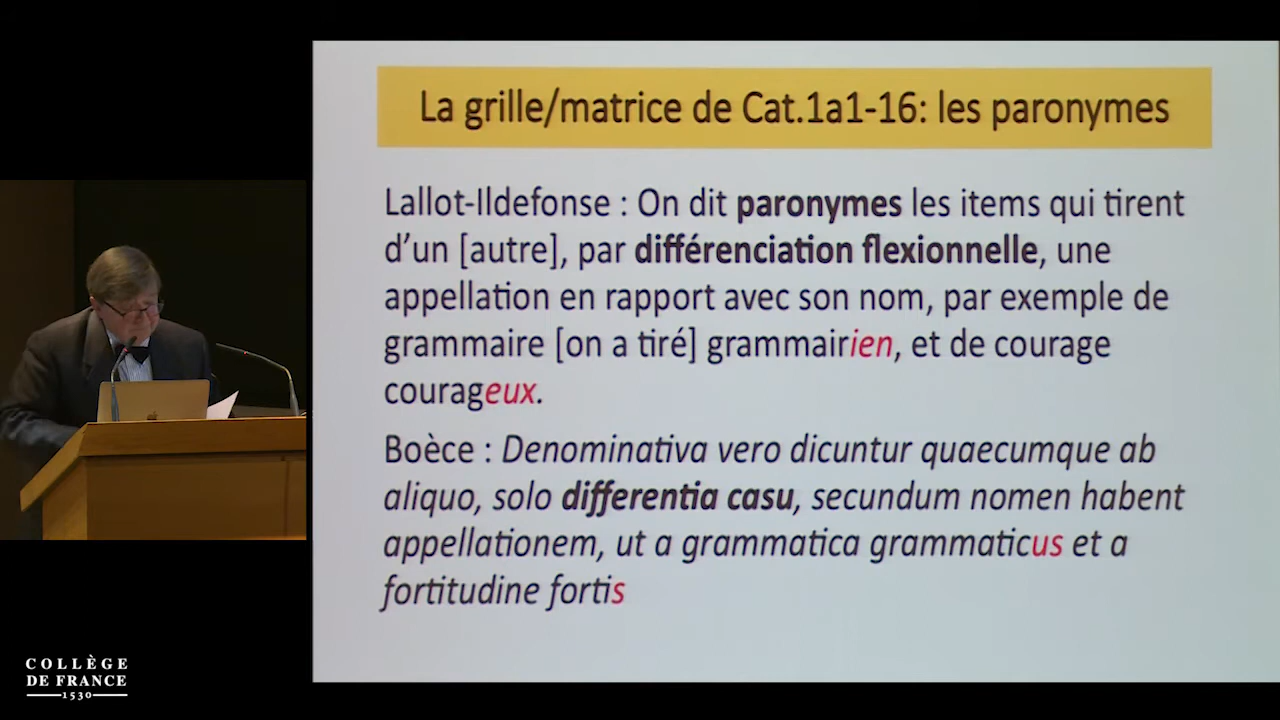 La grille/matrice de Cat.1a1-16: les paronymes
Lallot-Ildefonse : On dit paronymes les items qui tirent
d’un [autre], par différenciation flexionnelle, une
appellation en rapport avec son nom, par exemple de
grammaire [on a tiré] grammairien, et de courage
courageux.
Boèce : Denominativa vero dicuntur quaecumque ab
aliquo, solo differentia casu, secundum nomen habent
appellationem, ut a grammatica grammaticus et a
fortitudine fortis
COLLÈGE
DE FRANCE
1530